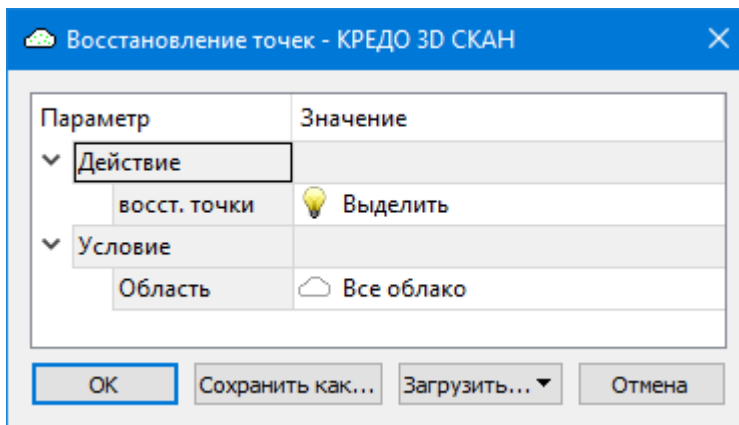 Восстановление точек - КРЕДО 3D СКАН
Параметр Значение
Действие
восст. точки Выделить
Условие
Область Все облако
OK Сохранить как... Загрузить... Отмена